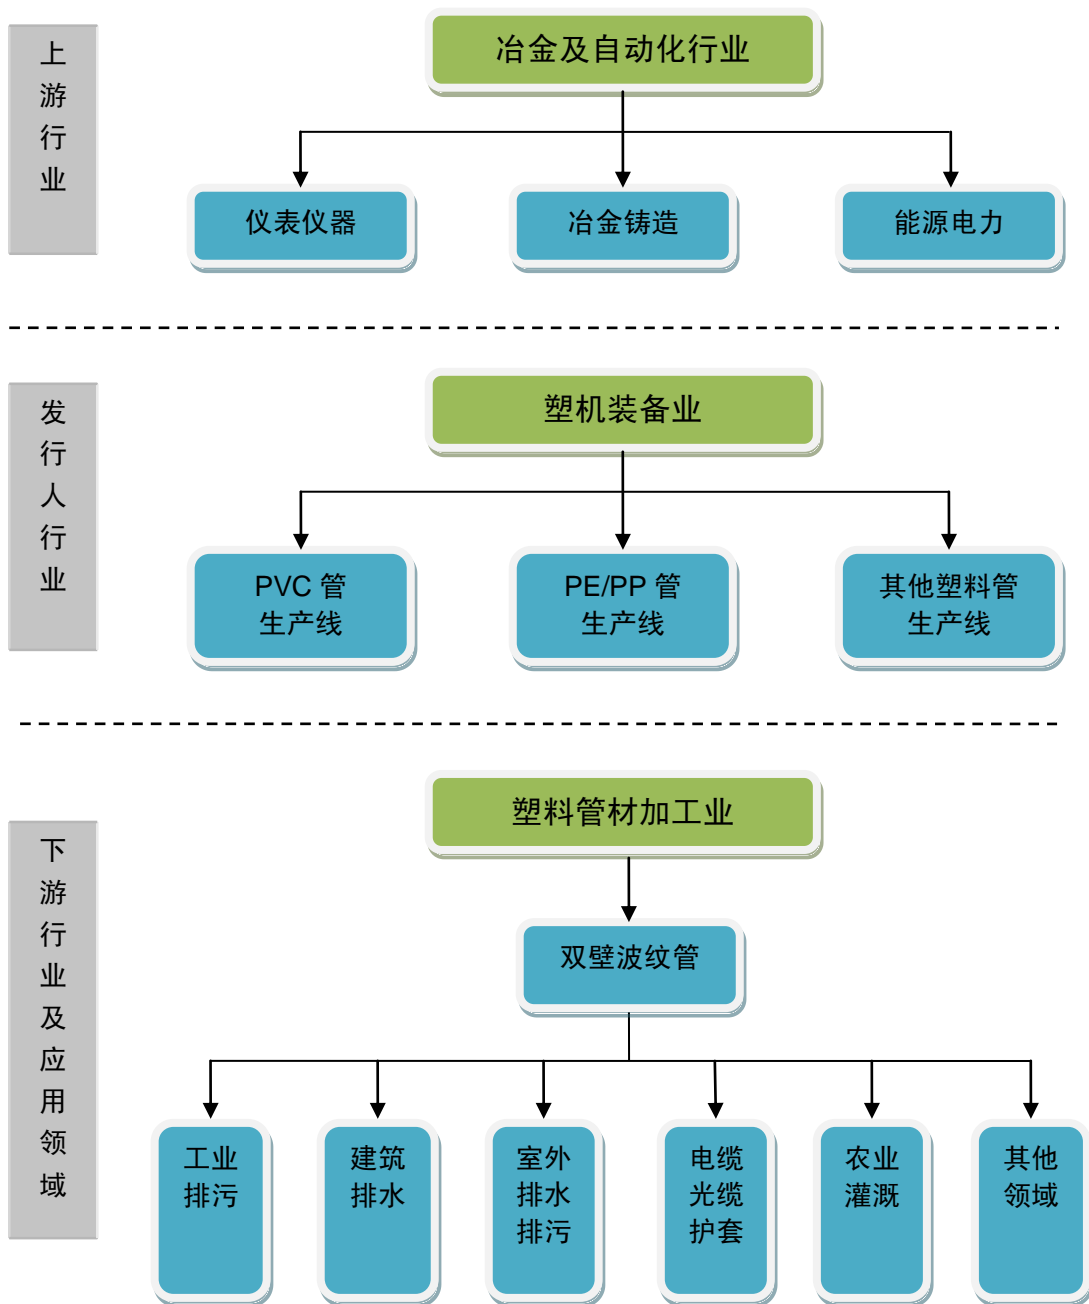 上游行业
冶金及自动化行业
仪表仪器
冶金铸造
能源电力
发行人行业
塑机装备业
PVC 管
生产线
PE/PP 管
生产线
其他塑料管
生产线
下游行业及应用领域
塑料管材加工业
双壁波纹管
工业
排污
建筑
排水
室外
排水
排污
电缆
光缆
护套
农业
灌溉
其他
领域